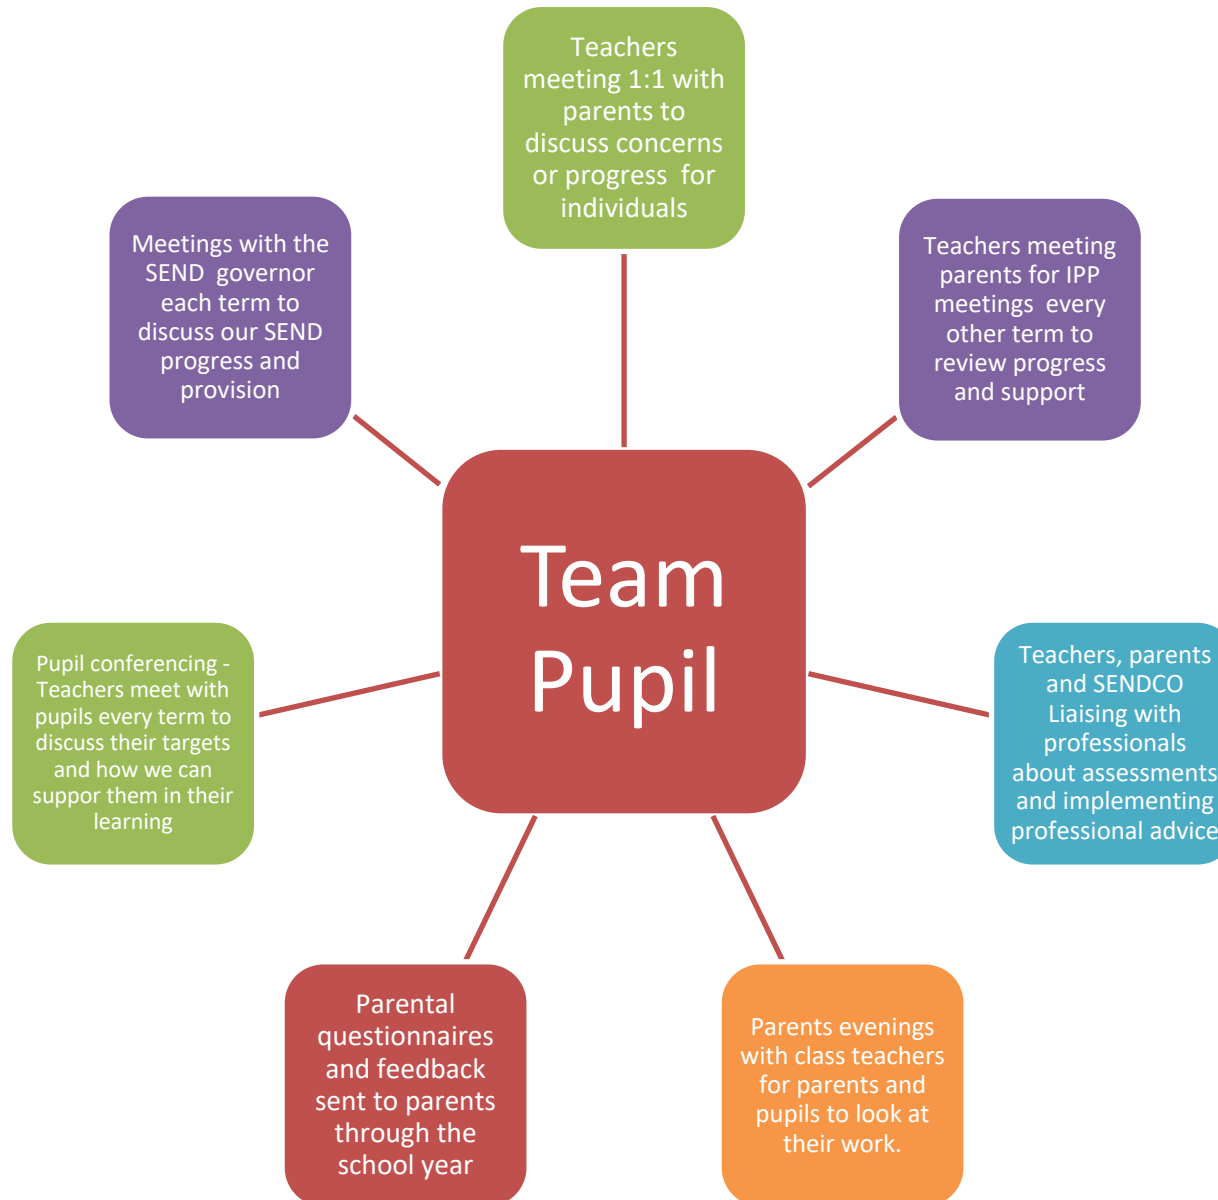 Teachers
meeting 1:1 with
parents to
discuss concerns
or progress for
individuals
Teachers meeting
parents for IPP
meetings every
other term to
review progress
and support
Teachers, parents
and SENDCO
Liaising with
professionals
about assessments
and implementing
professional advice
Parents evenings
with class teachers
for parents and
pupils to look at
their work.
Parental
questionnaires
and feedback
sent to parents
through the
school year
Pupil conferencing -
Teachers meet with
pupils every term to
discuss their targets
and how we can
suppor them in their
learning
Meetings with the
SEND governor
each term to
discuss our SEND
progress and
provision
Team
Pupil